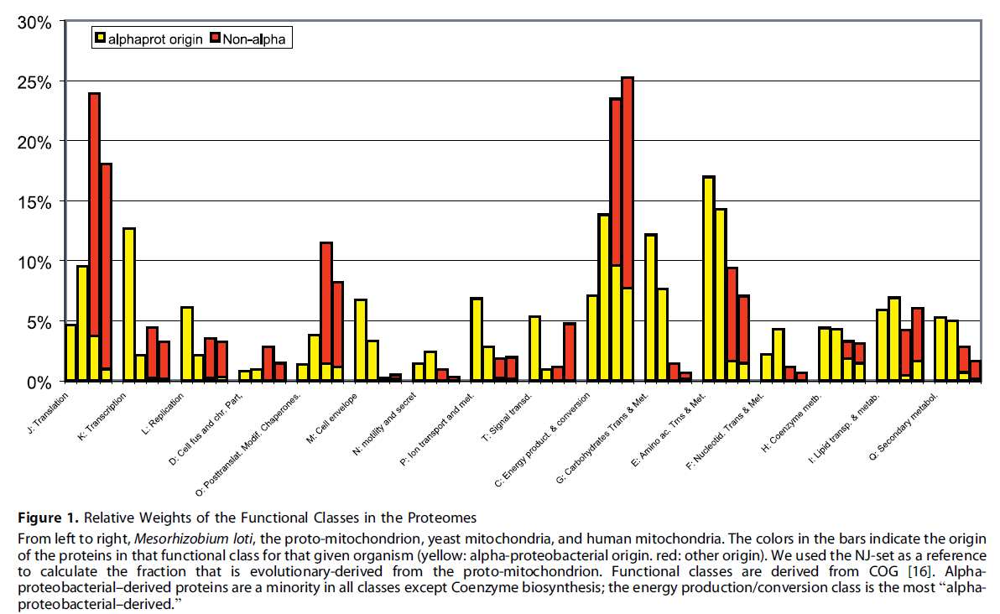 30%
alphaprot origin Non-alpha
25%
20%
15%
10%
5%
0%
J: Translation
K: Transcription
L: Replication
D: Cell fus and chr. Part,
O: Posttranslat. Modif. Chaperones.
M: Cell envelope
N: motility and secret
P: Ion transport and met.
T: Signal transd.
C: Energy product. & conversion
G: Carbohydrates Trans & Met.
E: Amino ac. Trns & Met.
F: Nucleotid. Trans & Met.
H: Coenzyme metb.
I: Lipid transp. & metab.
Q: Secondary metabol.
Figure 1. Relative Weights of the Functional Classes in the Proteomes
From left to right, Mesorhizobium loti, the proto-mitochondrion, yeast mitochondria, and human mitochondria. The colors in the bars indicate the origin
of the proteins in that functional class for that given organism (yellow: alpha-proteobacterial origin. red: other origin). We used the NJ-set as a reference
to calculate the fraction that is evolutionary-derived from the proto-mitochondrion. Functional classes are derived from COG [16]. Alpha-
proteobacterial–derived proteins are a minority in all classes except Coenzyme biosynthesis; the energy production/conversion class is the most “alpha-
proteobacterial–derived.”